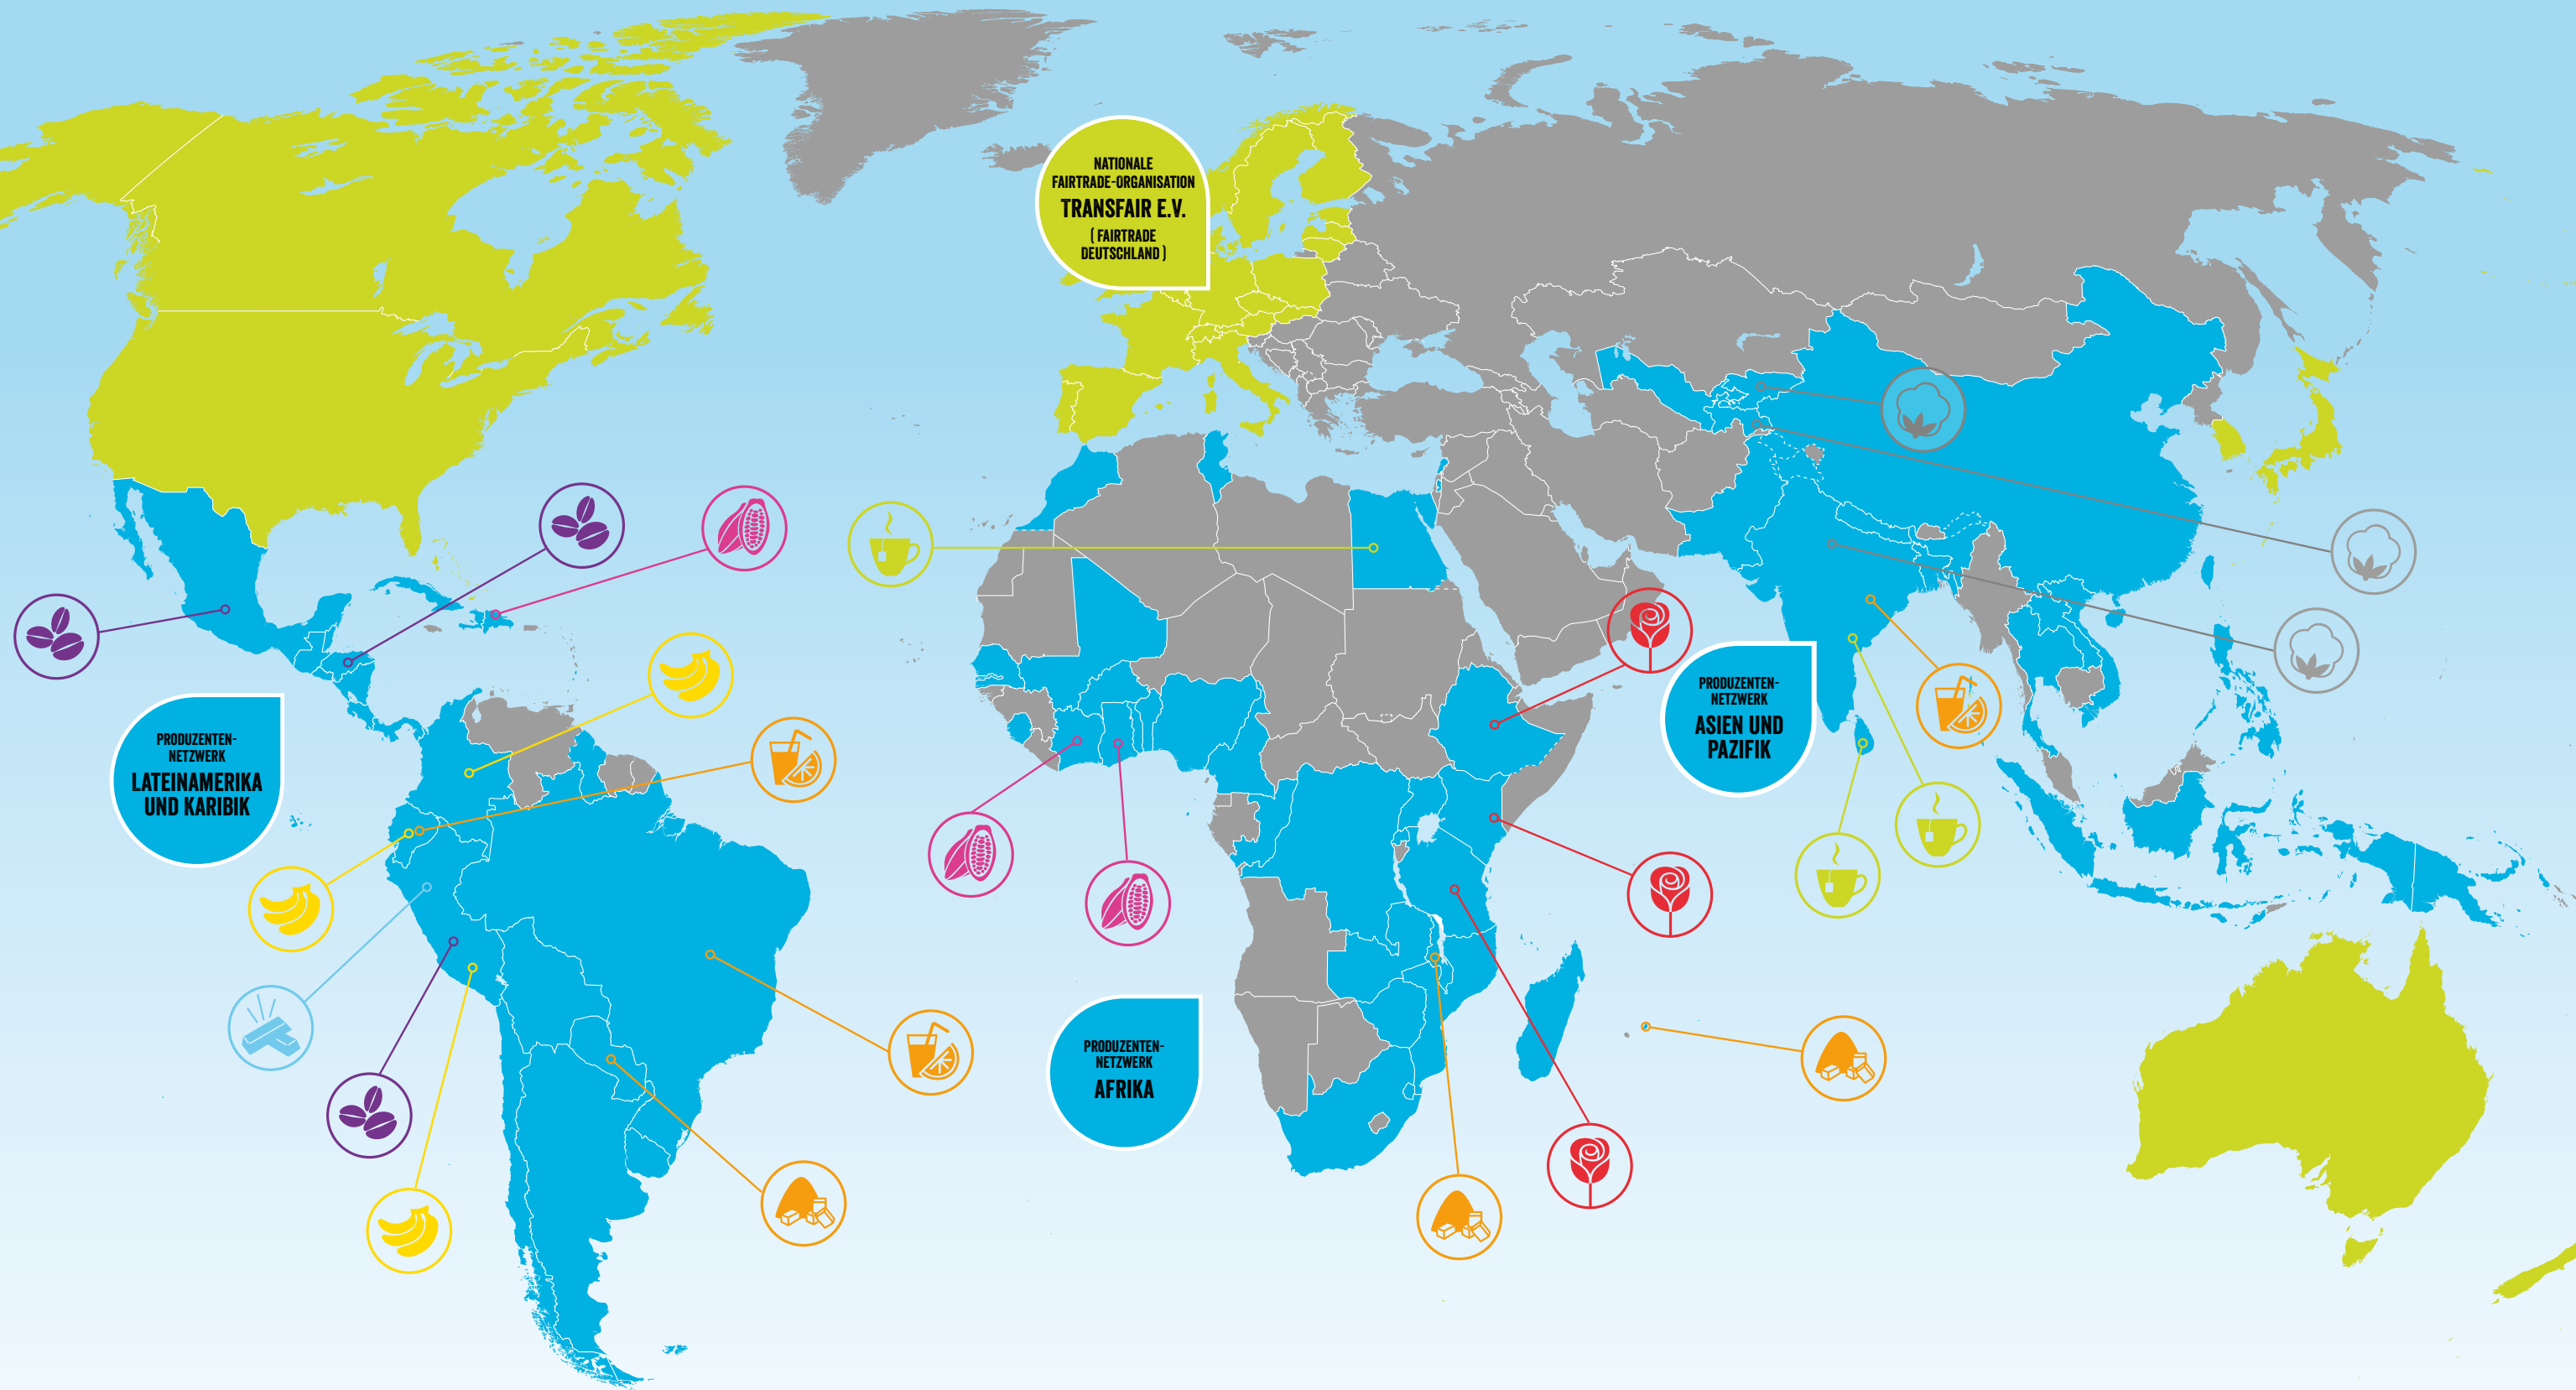 NATIONALE
FAIRTRADE-ORGANISATION
TRANSFAIR E.V.
( FAIRTRADE
DEUTSCHLAND )
PRODUZENTEN-
NETZWERK
LATEINAMERIKA
UND KARIBIK
PRODUZENTEN-
NETZWERK
ASIEN UND
PAZIFIK
PRODUZENTEN-
NETZWERK
AFRIKA